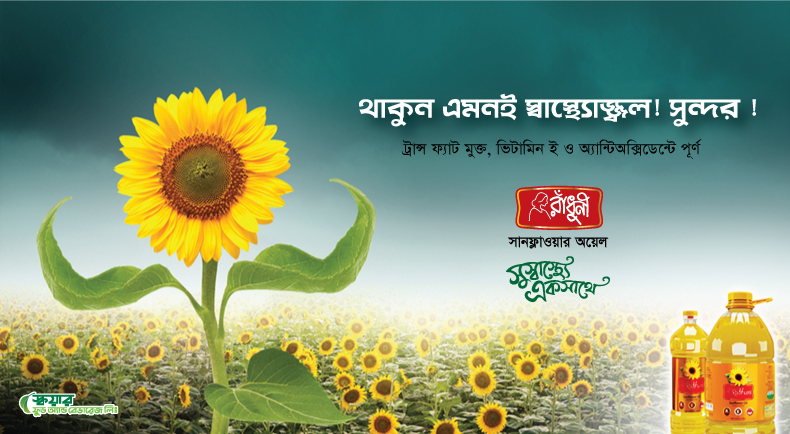 থাকুন এমনই স্বাস্থ্যোজ্জ্বল! সুন্দর !
ট্রান্স ফ্যাট মুক্ত, ভিটামিন ই ও অ্যান্টিঅক্সিডেন্টে পূর্ণ
রাঁধুনী
সানফ্লাওয়ার অয়েল
সুস্বাস্থ্যে
একসাথে
স্কয়ার
ফুড অ্যান্ড বেভারেজ লিঃ